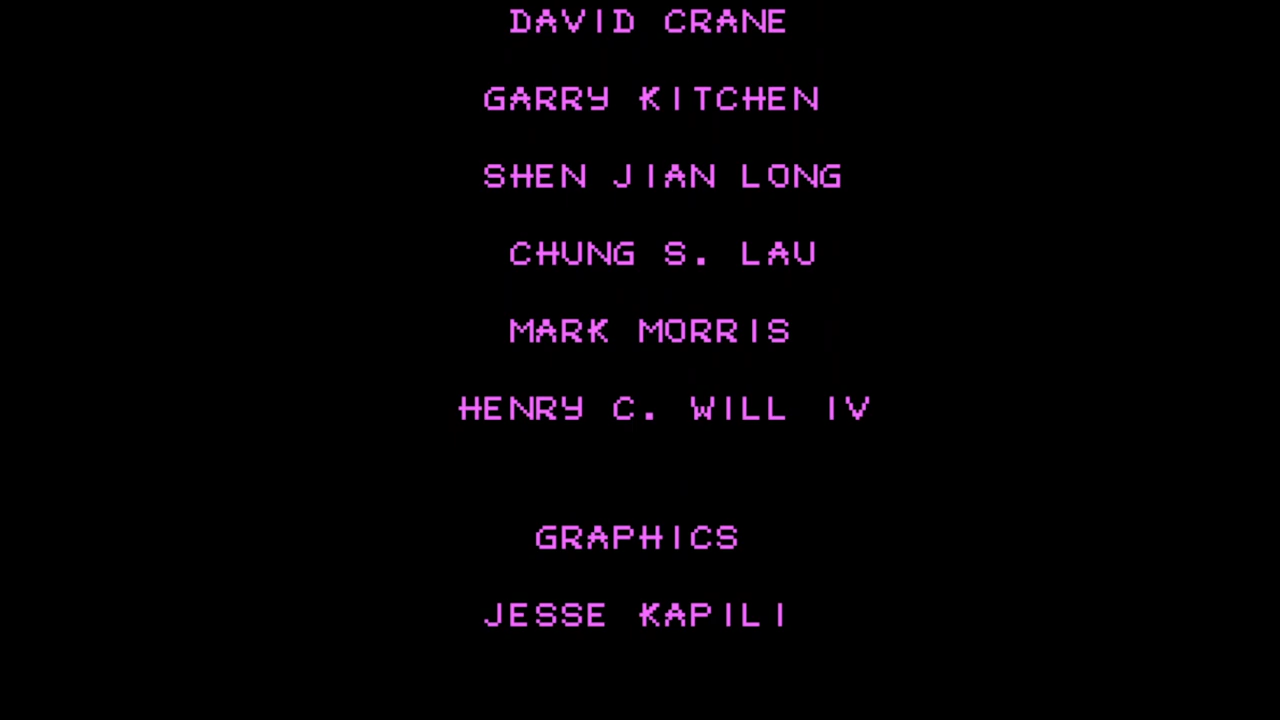 DAVID CRANE
GARRY KITCHEN
SHEN JIAN LONG
CHUNG S. LAU
MARK MORRIS
HENRY C. WILL IV
GRAPHICS
JESSE KAPILI